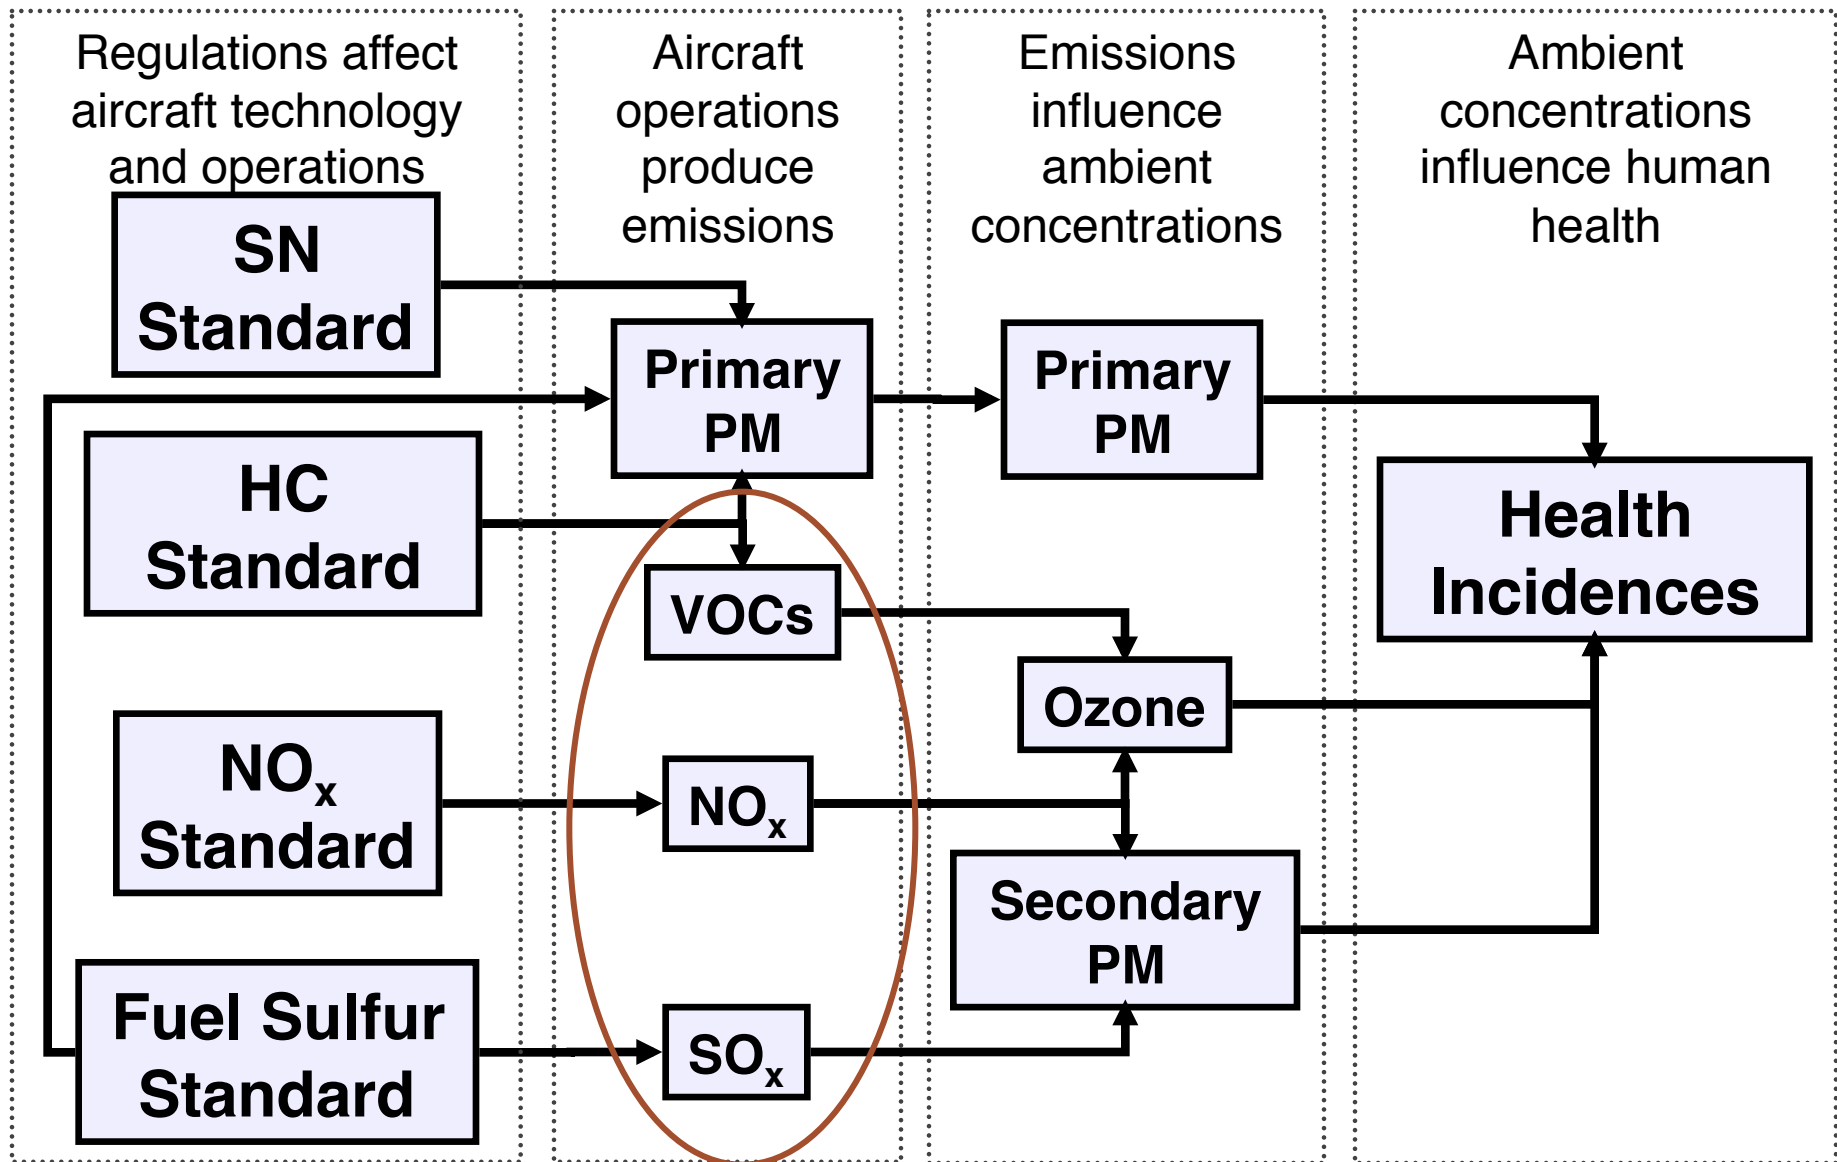 Regulations affect
aircraft technology
and operations
SN
Standard
HC
Standard
NOx
Standard
Fuel Sulfur
Standard
Aircraft
operations
produce
emissions
Primary
PM
VOCs
NOx
SOx
Emissions
influence
ambient
concentrations
Primary
PM
Ozone
Secondary
PM
Ambient
concentrations
influence human
health
Health
Incidences